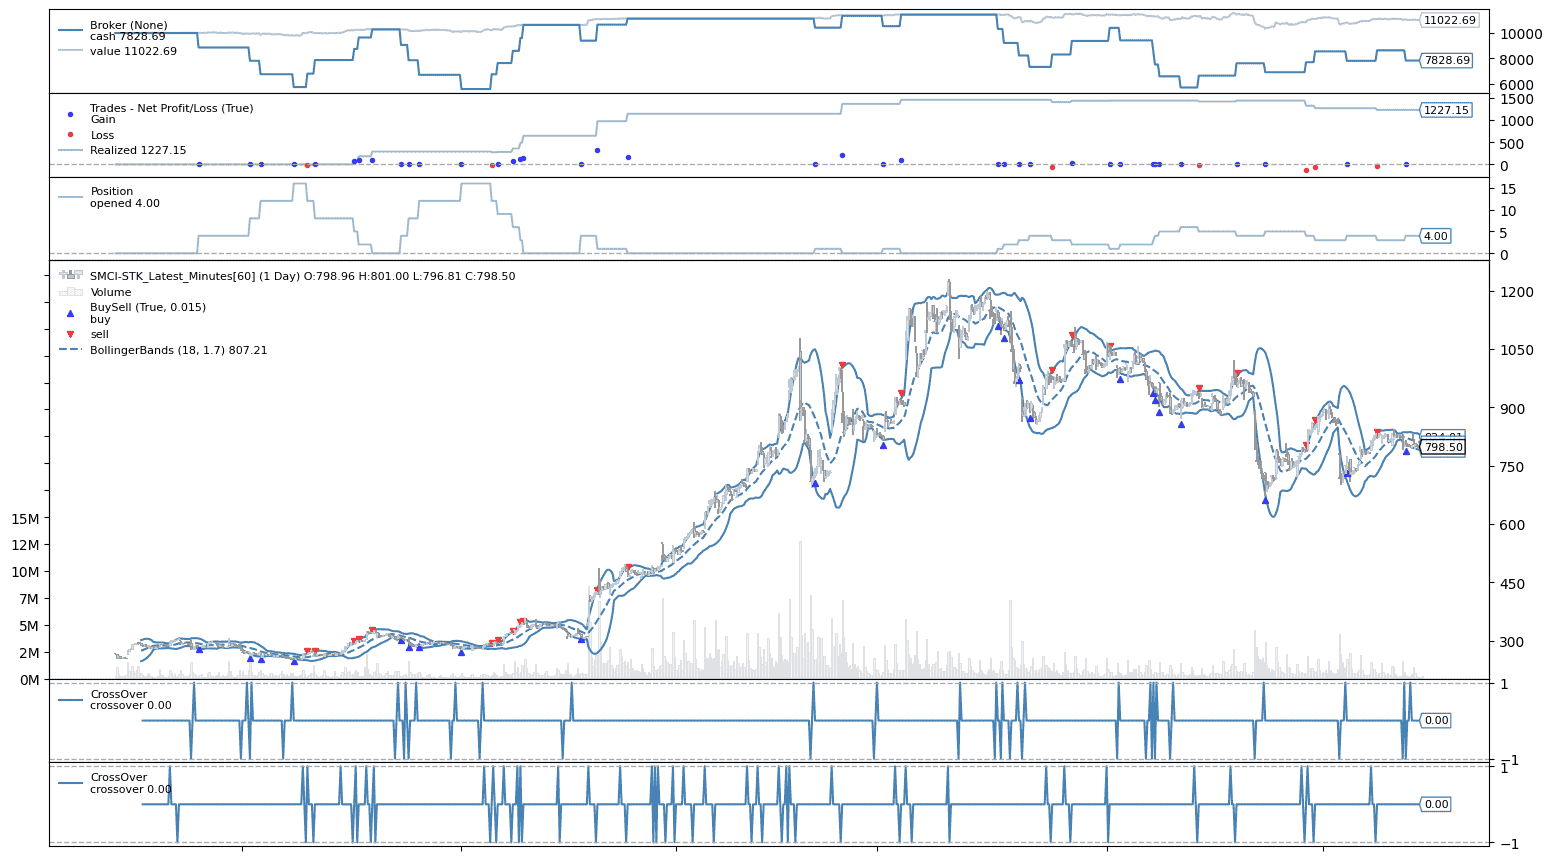 Broker (None)
cash 7828.69
value 11022.69
11022.69
10000
8000
7828.69
6000
Trades - Net Profit/Loss (True)
Gain
Loss
Realized 1227.15
1500
1227.15
1000
500
0
Position
opened 4.00
15
10
5
4.00
0
SMCI-STK_Latest_Minutes[60] (1 Day) O:798.96 H:801.00 L:796.81 C:798.50
Volume
BuySell (True, 0.015)
buy
sell
BollingerBands (18, 1.7) 807.21
1200
1050
900
798.50
750
600
450
300
15M
12M
10M
7M
5M
2M
0M
CrossOver
crossover 0.00
1
0.00
−1
CrossOver
crossover 0.00
1
0.00
−1